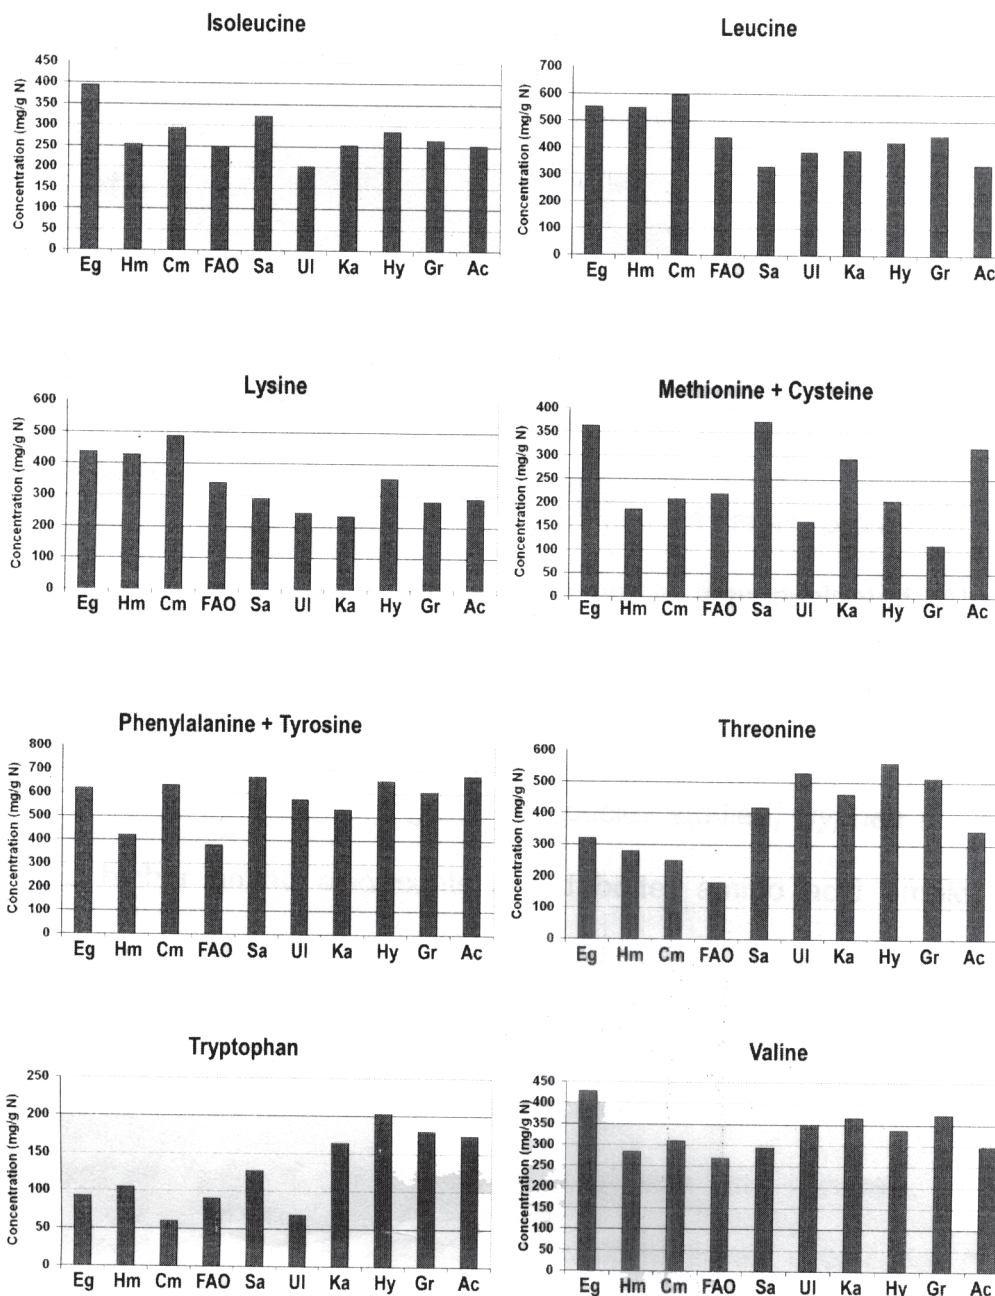 Isoleucine
Concentration (mg/g N)
450
400
350
300
250
200
150
100
50
0
Eg Hm Cm FAO Sa Ul Ka Hy Gr Ac
Leucine
Concentration (mg/g N)
700
600
500
400
300
200
100
0
Eg Hm Cm FAO Sa Ul Ka Hy Gr Ac
Lysine
Concentration (mg/g N)
600
500
400
300
200
100
0
Eg Hm Cm FAO Sa Ul Ka Hy Gr Ac
Methionine + Cysteine
Concentration (mg/g N)
400
350
300
250
200
150
100
50
0
Eg Hm Cm FAO Sa Ul Ka Hy Gr Ac
Phenylalanine + Tyrosine
Concentration (mg/g N)
800
700
600
500
400
300
200
100
0
Eg Hm Cm FAO Sa Ul Ka Hy Gr Ac
Threonine
Concentration (mg/g N)
600
500
400
300
200
100
0
Eg Hm Cm FAO Sa Ul Ka Hy Gr Ac
Tryptophan
Concentration (mg/g N)
250
200
150
100
50
0
Eg Hm Cm FAO Sa Ul Ka Hy Gr Ac
Valine
Concentration (mg/g N)
450
400
350
300
250
200
150
100
50
0
Eg Hm Cm FAO Sa Ul Ka Hy Gr Ac